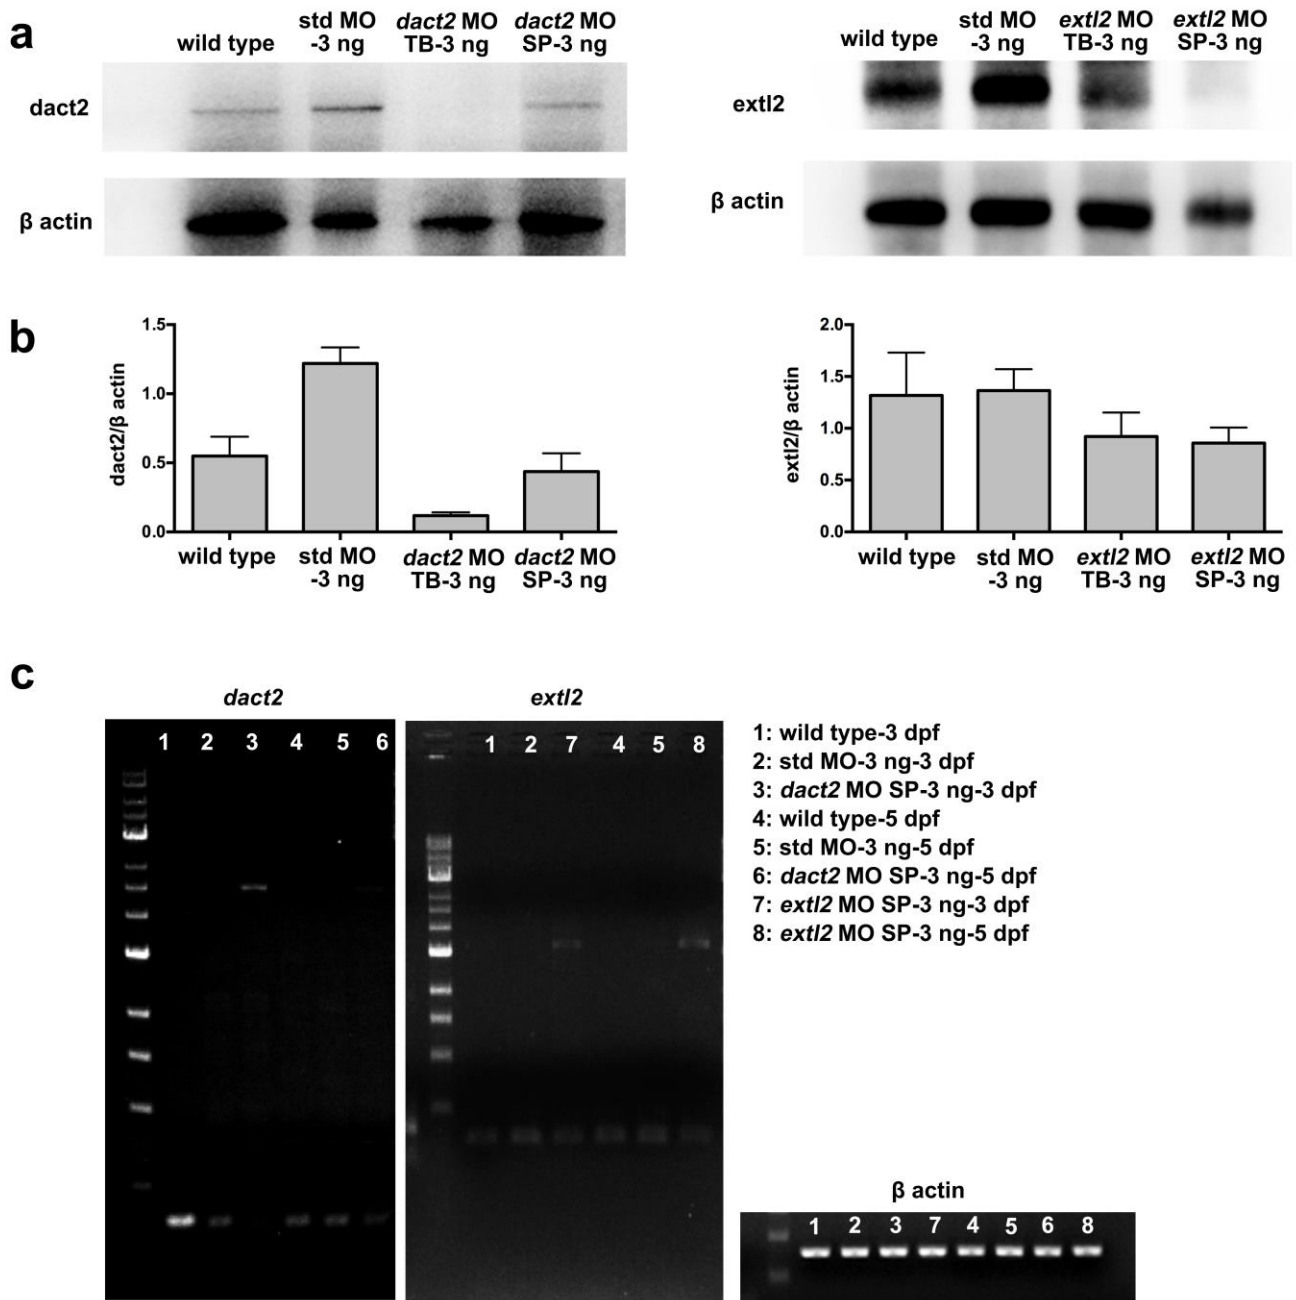 a
wild type
std MO
-3 ng
dact2 MO
TB-3 ng
dact2 MO
SP-3 ng
dact2
β actin
wild type
std MO
-3 ng
extl2 MO
TB-3 ng
extl2 MO
SP-3 ng
extl2
β actin
b
dact2/β actin
1.5
1.0
0.5
0.0
wild type
std MO
-3 ng
dact2 MO
TB-3 ng
dact2 MO
SP-3 ng
extl2/β actin
2.0
1.5
1.0
0.5
0.0
wild type
std MO
-3 ng
extl2 MO
TB-3 ng
extl2 MO
SP-3 ng
c
dact2
1 2 3 4 5 6
extl2
1 2 7 4 5 8
1: wild type-3 dpf
2: std MO-3 ng-3 dpf
3: dact2 MO SP-3 ng-3 dpf
4: wild type-5 dpf
5: std MO-3 ng-5 dpf
6: dact2 MO SP-3 ng-5 dpf
7: extl2 MO SP-3 ng-3 dpf
8: extl2 MO SP-3 ng-5 dpf
β actin
1 2 3 7 4 5 6 8